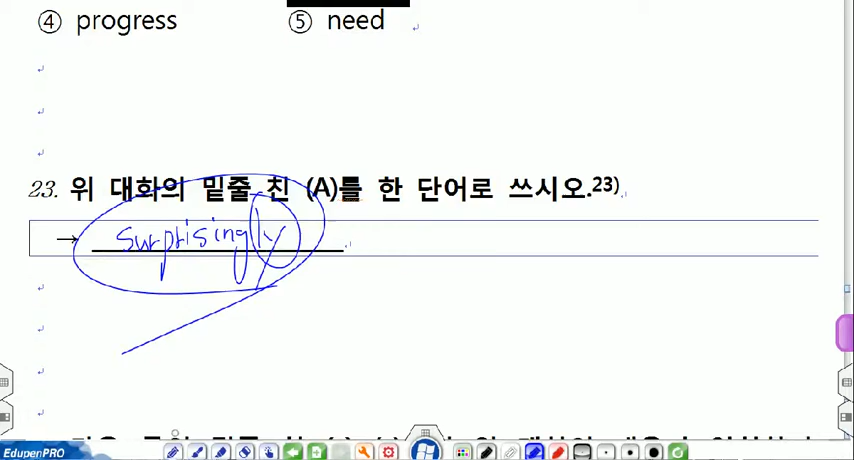 ④ progress ⑤ need
23. 위 대화의 밑줄 친 (A)를 한 단어로 쓰시오.23)
→ Surprisingly
EdupenPRO